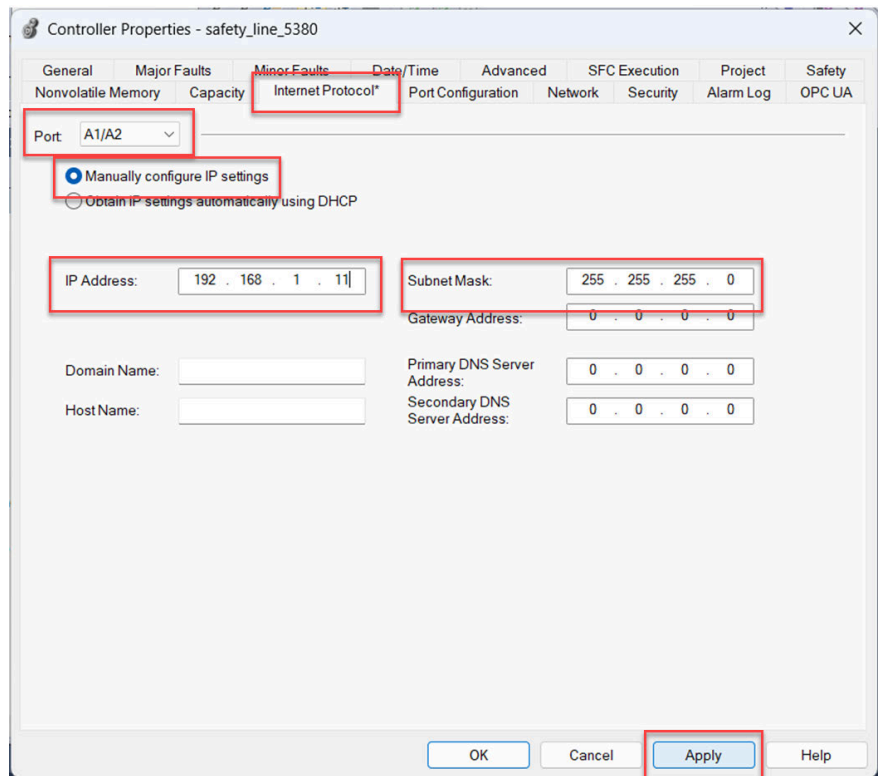 Controller Properties - safety_line_5380
General Major Faults Minor Faults Date/Time Advanced SFC Execution Project Safety
Nonvolatile Memory Capacity Internet Protocol* Port Configuration Network Security Alarm Log OPC UA
Port: A1/A2
Manually configure IP settings
Obtain IP settings automatically using DHCP
IP Address: 192 . 168 . 1 . 11 Subnet Mask: 255 . 255 . 255 . 0
Gateway Address: 0 . 0 . 0 . 0
Domain Name: Primary DNS Server
Address: 0 . 0 . 0 . 0
Host Name: Secondary DNS
Server Address: 0 . 0 . 0 . 0
OK Cancel Apply Help